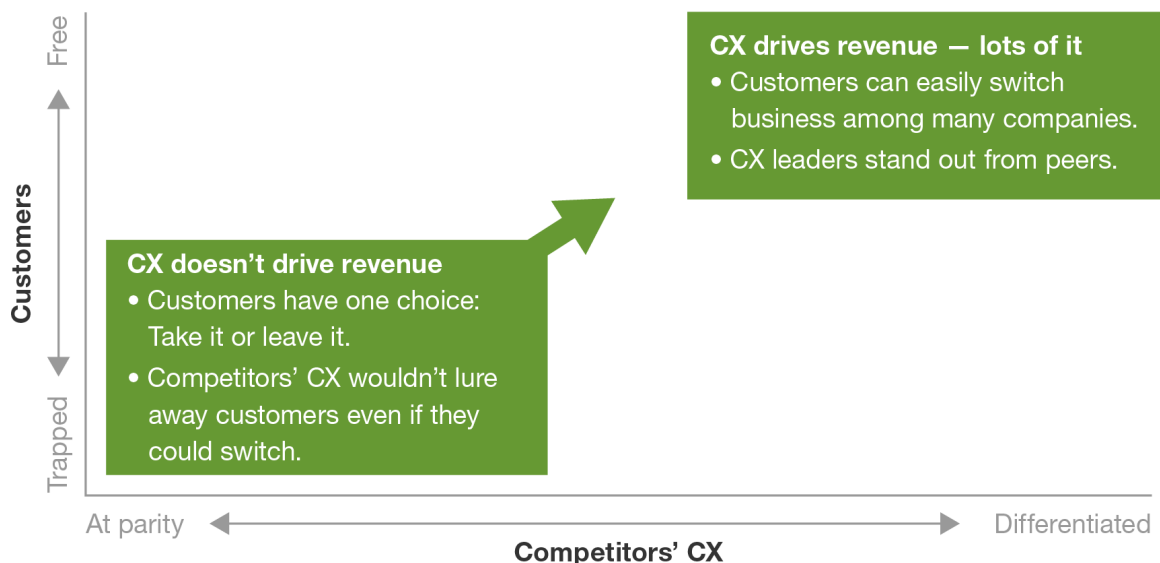 Free
Customers
Trapped
CX drives revenue — lots of it
• Customers can easily switch
business among many companies.
• CX leaders stand out from peers.
CX doesn’t drive revenue
• Customers have one choice:
Take it or leave it.
• Competitors’ CX wouldn’t lure
away customers even if they
could switch.
At parity
Differentiated
Competitors’ CX